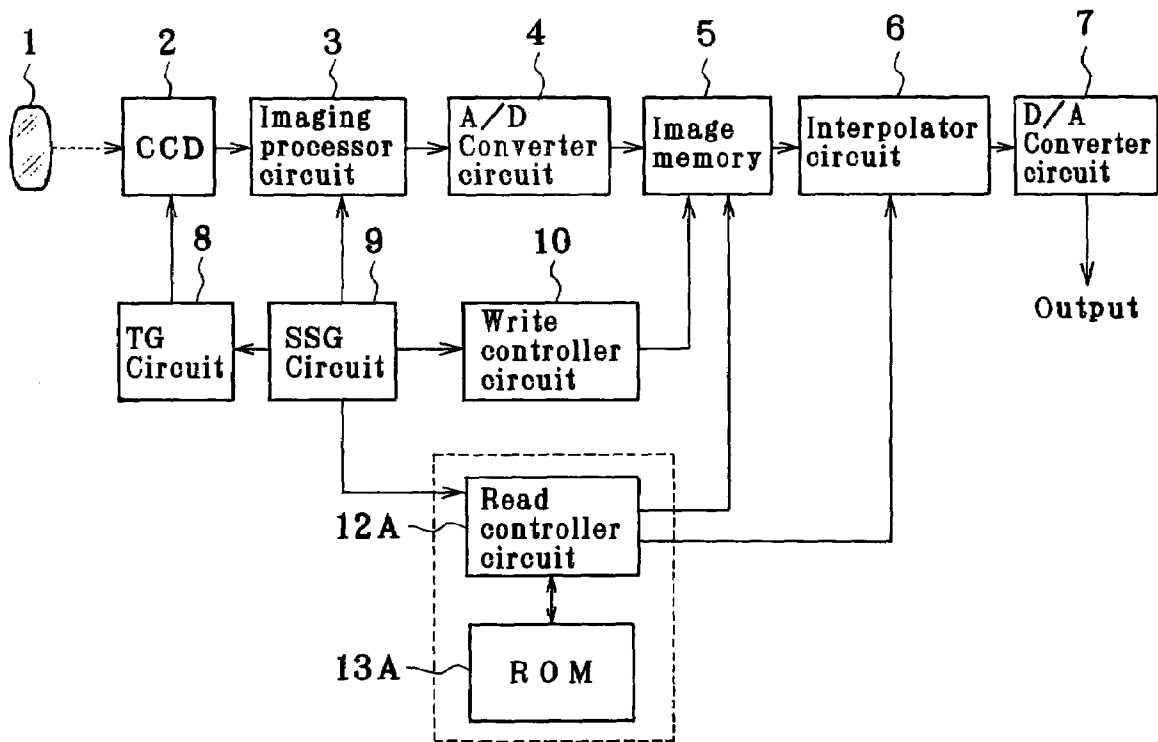 1
2
3
4
5
6
7
CCD
Imaging
processor
circuit
A/D
Converter
circuit
Image
memory
Interpolator
circuit
D/A
Converter
circuit
8
9
10
TG
Circuit
SSG
Circuit
Write
controller
circuit
Output
12A
Read
controller
circuit
13A
ROM